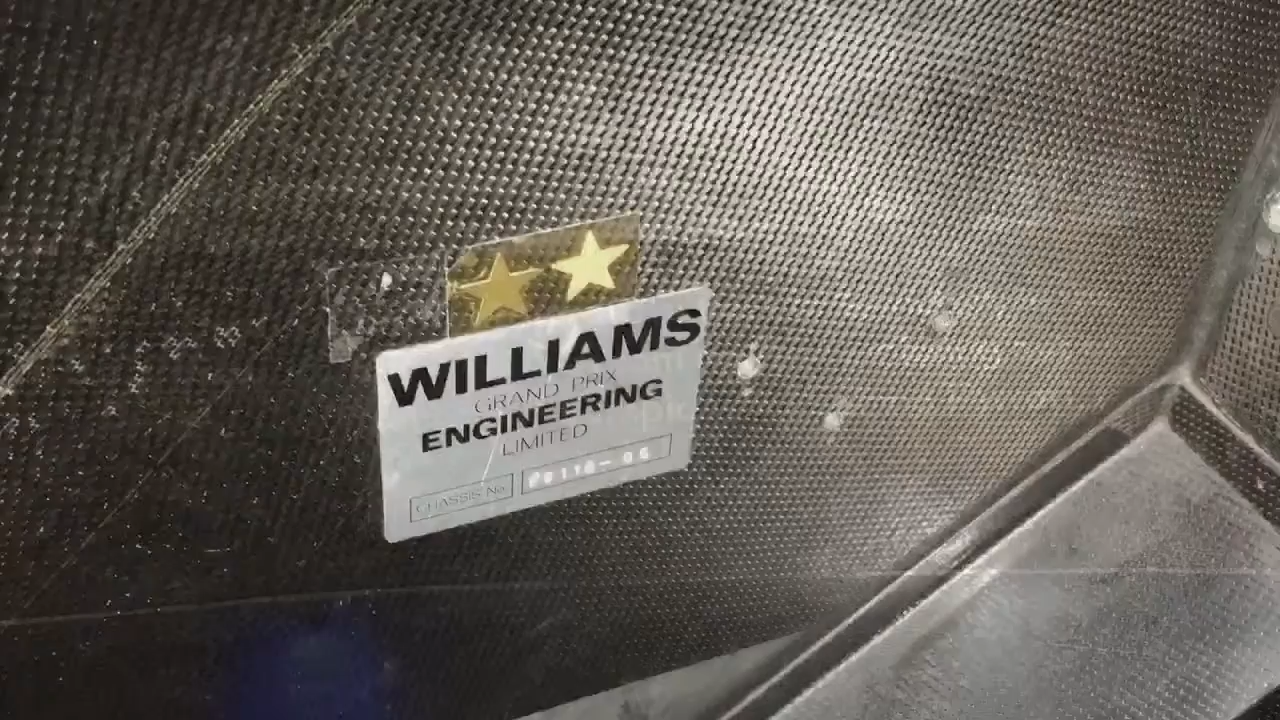 WILLIAMS
GRAND PRIX
ENGINEERING
LIMITED
CHASSIS No.